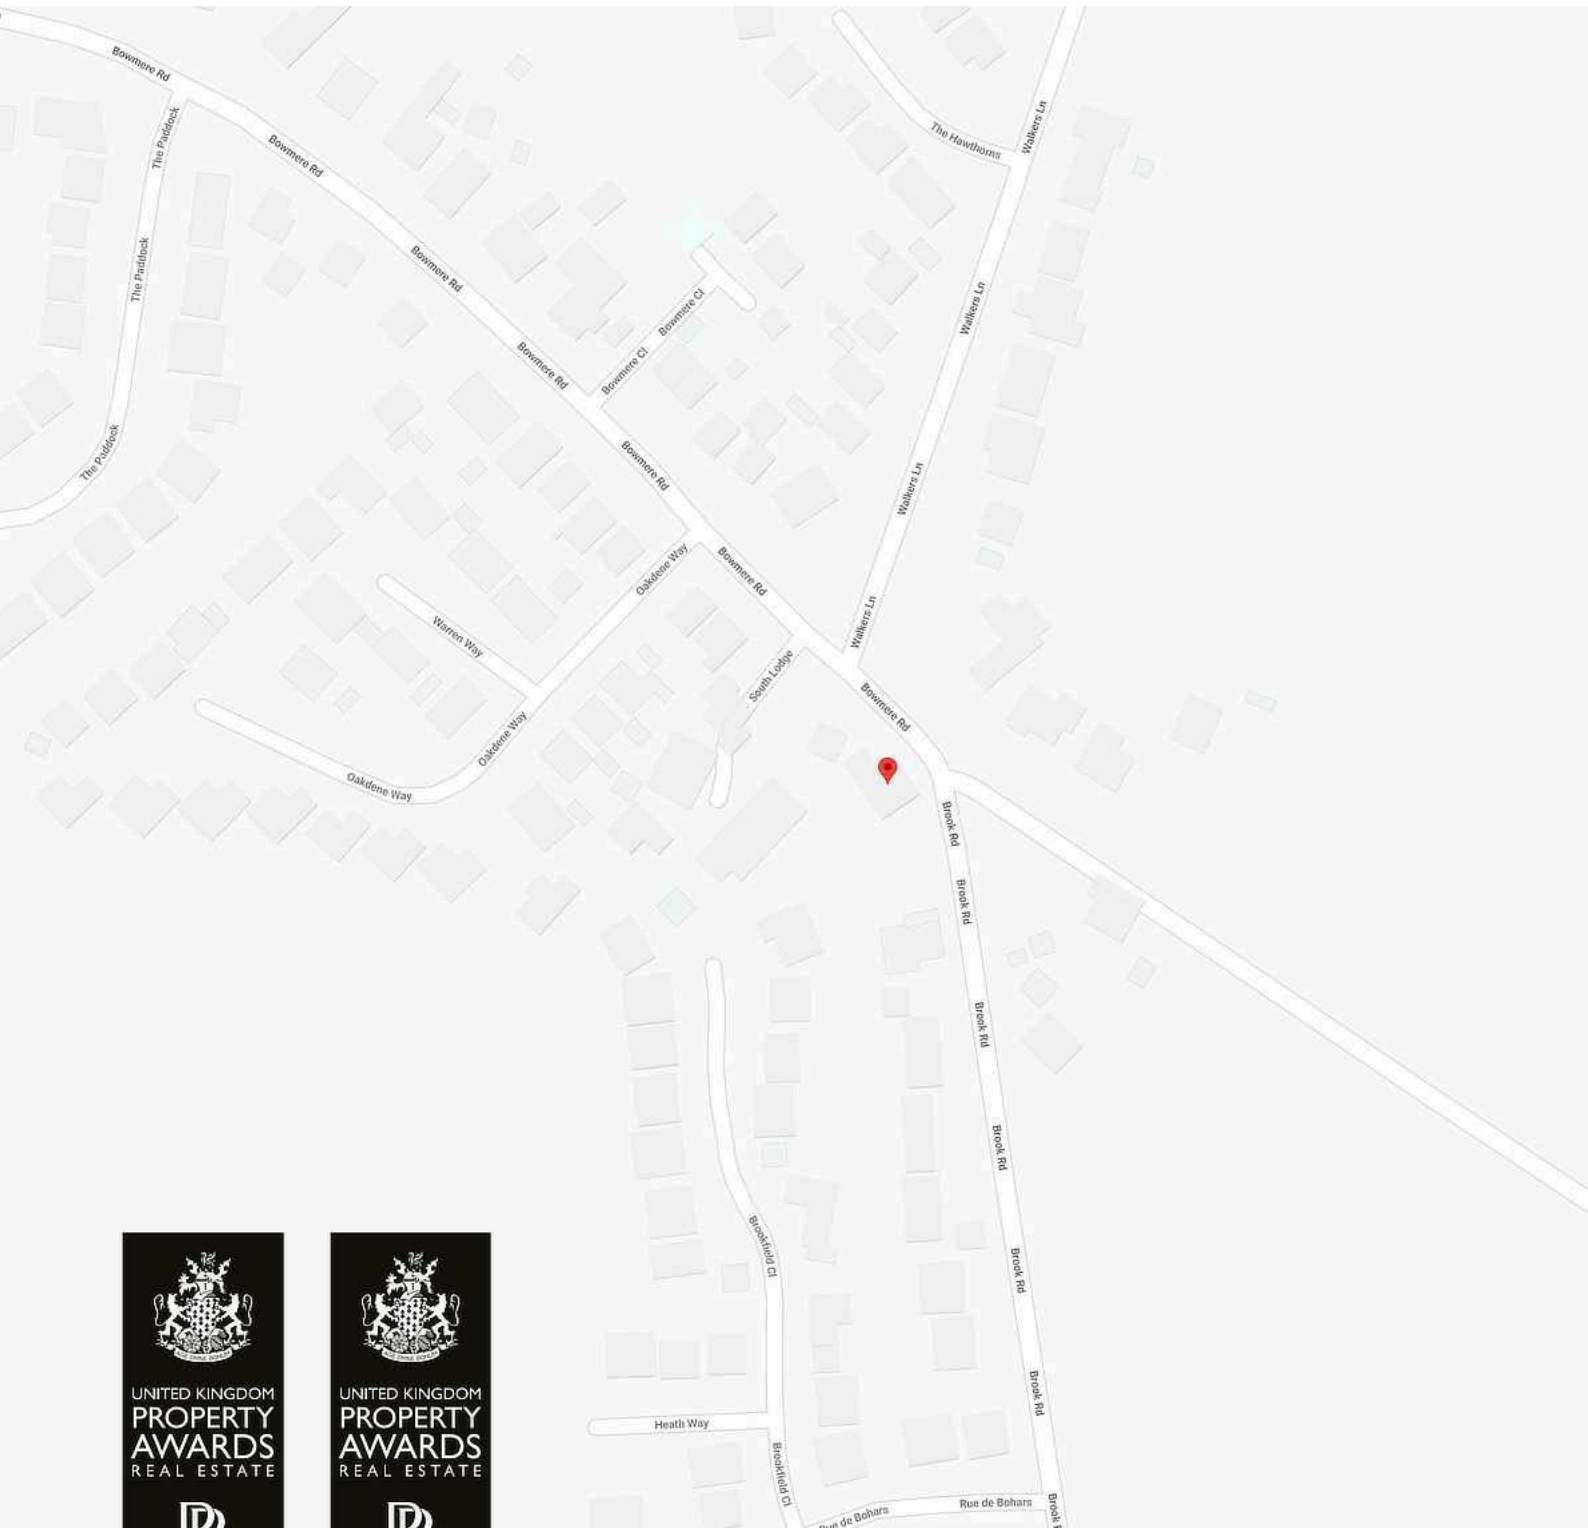 Bowmere Rd
The Paddock
Bowmere Rd
The Hawthorns
Walkers Ln
The Paddock
Bowmere Rd
Bowmere Cl
Walkers Ln
Bowmere Rd
Bowmere Cl
The Paddock
Bowmere Rd
Walkers Ln
Oakdene Way
Bowmere Rd
Warren Way
Walkers Ln
South Lodge
Bowmere Rd
Oakdene Way
Oakdene Way
Brook Rd
Brook Rd
Brook Rd
Brook Rd
Brookfield Cl
Brook Rd
Brook Rd
Heath Way
Brookfield Cl
Rue de Bohars
Rue de Bohars
Brook
UNITED KINGDOM
PROPERTY
AWARDS
REAL ESTATE
UNITED KINGDOM
PROPERTY
AWARDS
REAL ESTATE